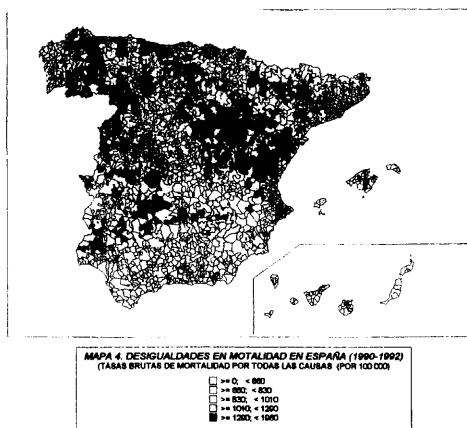 MAPA 4. DESIGUALDADES EN MOTALIDAD EN ESPAÑA (1990-1992)
(TASAS BRUTAS DE MORTALIDAD POR TODAS LAS CAUSAS (POR 100 000)
>= 0; < 660
>= 660; < 830
>= 830; < 1010
>= 1010; < 1290
>= 1290; < 1960